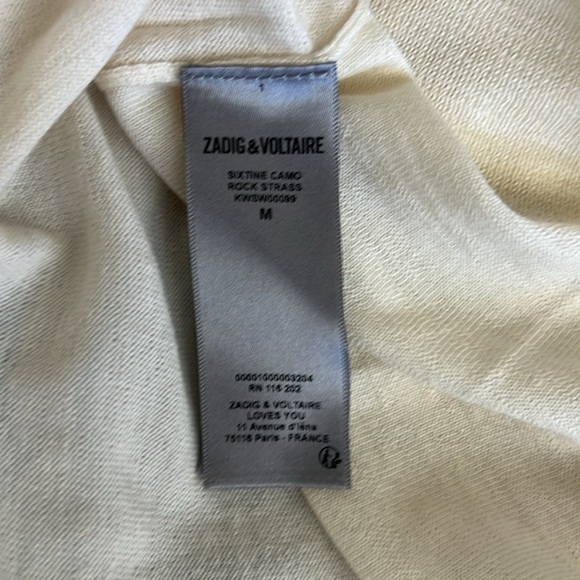 1
ZADIG & VOLTAIRE
SIXTINE CAMO
ROCK STRASS
KWSW00099
M
00001000003204
RN 116 202
ZADIG & VOLTAIRE
LOVES YOU
11 Avenue d'Iéna
75116 Paris - FRANCE